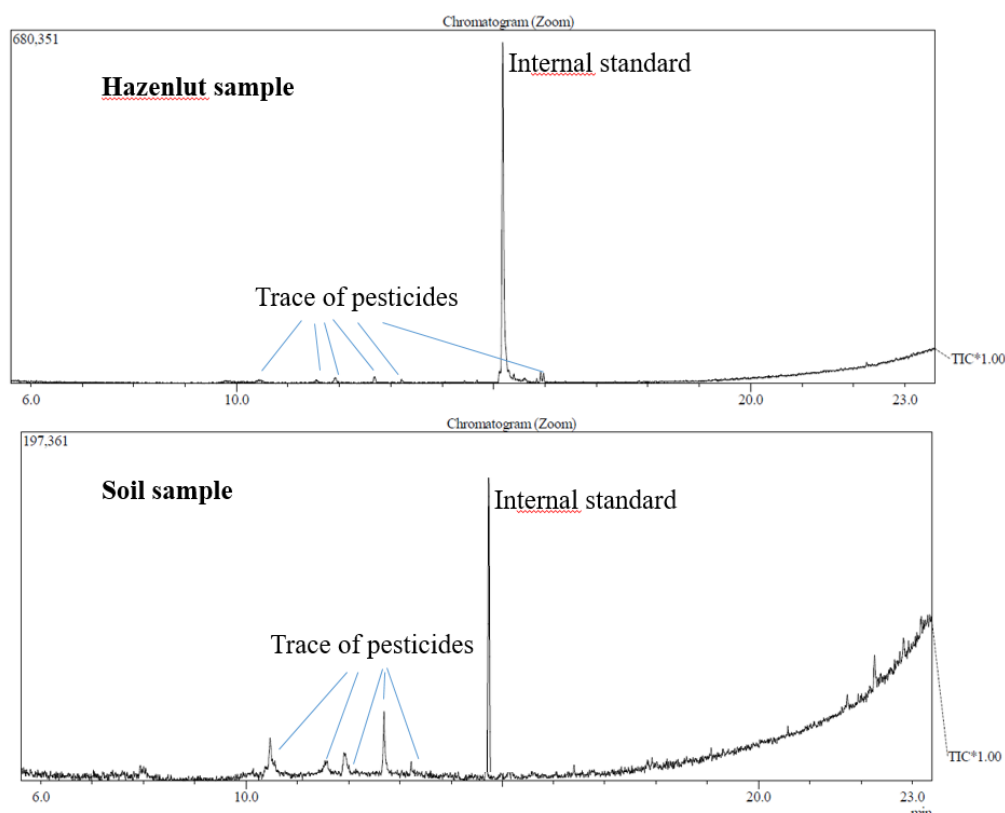 Chromatogram (Zoom)
680,351
Internal standard
Hazenlut sample
Trace of pesticides
TIC*1.00
6.0 10.0 20.0 23.0
Chromatogram (Zoom)
197,361
Soil sample
Internal standard
Trace of pesticides
TIC*1.00
6.0 10.0 20.0 23.0
min